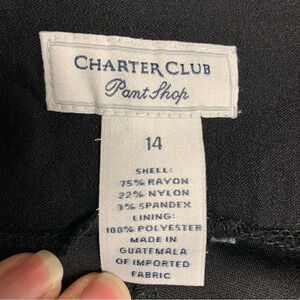 CHARTER CLUB
Pant Shop
14
SHELL:
75% RAYON
22% NYLON
3% SPANDEX
LINING:
100% POLYESTER
MADE IN
GUATEMALA
OF IMPORTED
FABRIC